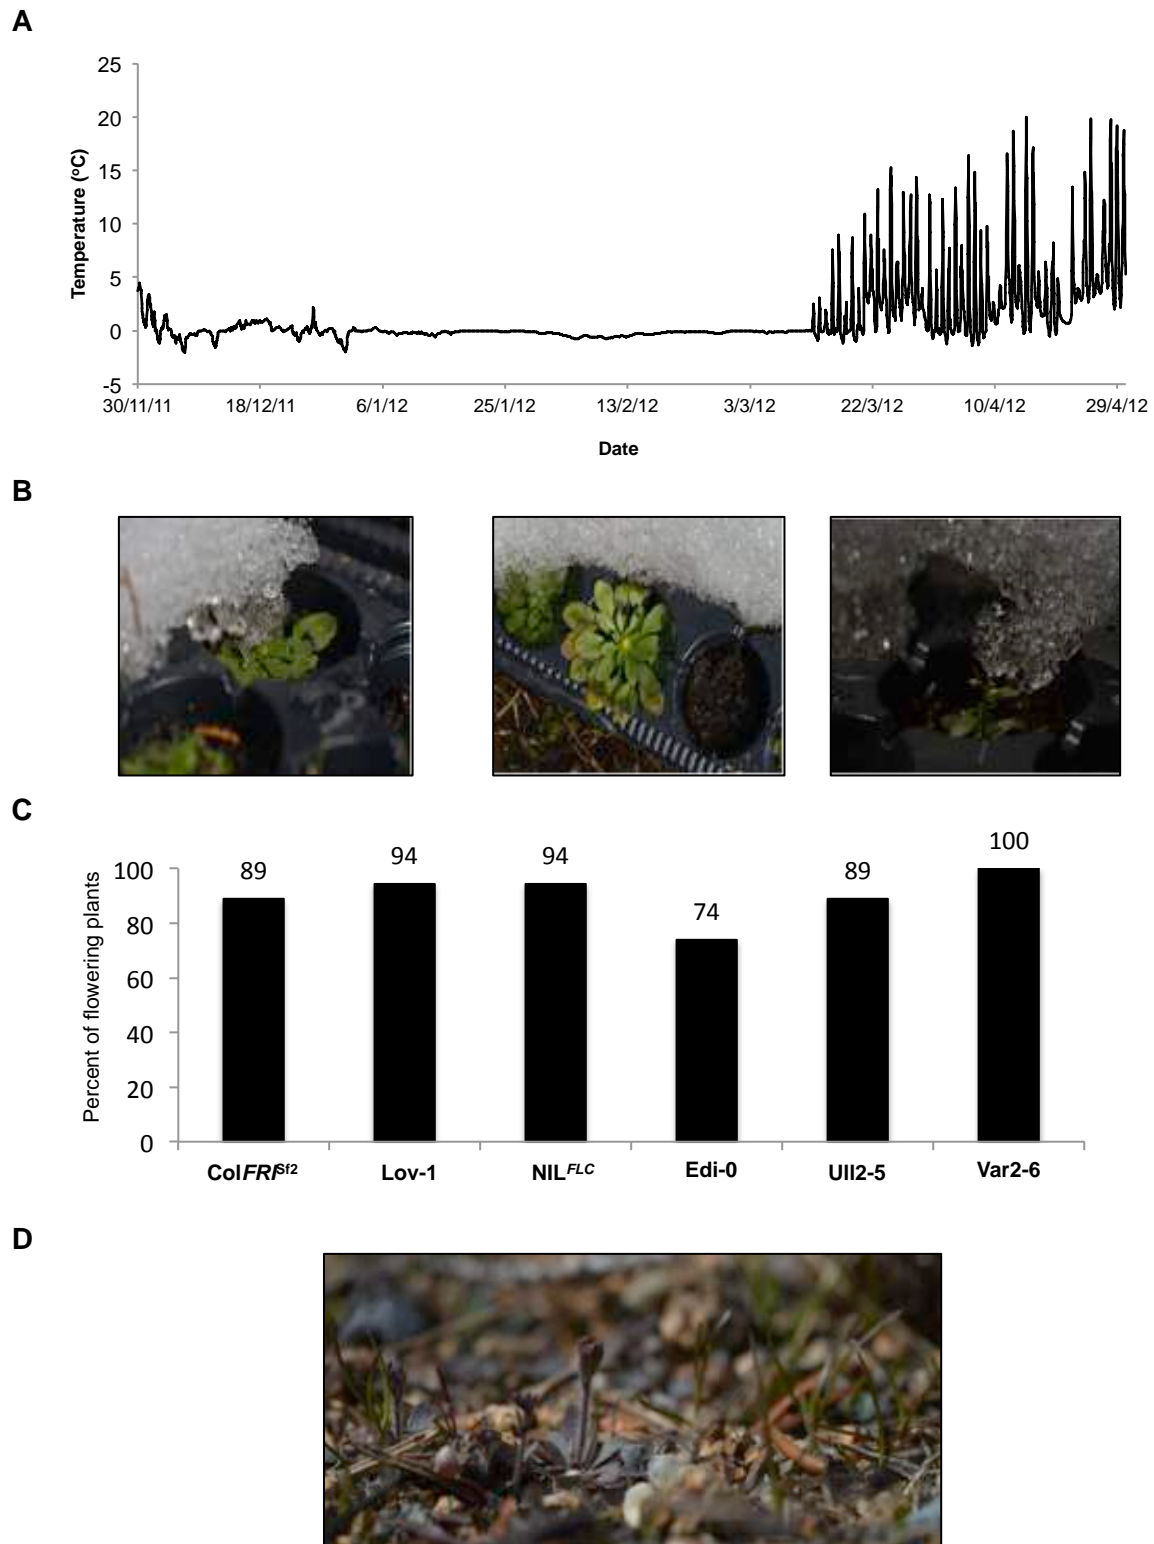 A
25
20
15
10
5
0
-5
Temperature (°C)
30/11/11 18/12/11 6/1/12 25/1/12 13/2/12 3/3/12 22/3/12 10/4/12 29/4/12
Date
B
C
100
80
60
40
20
0
Percent of flowering plants
89 94 94 74 89 100
ColFRISf2 Lov-1 NILFLC Edi-0 Ull2-5 Var2-6
D